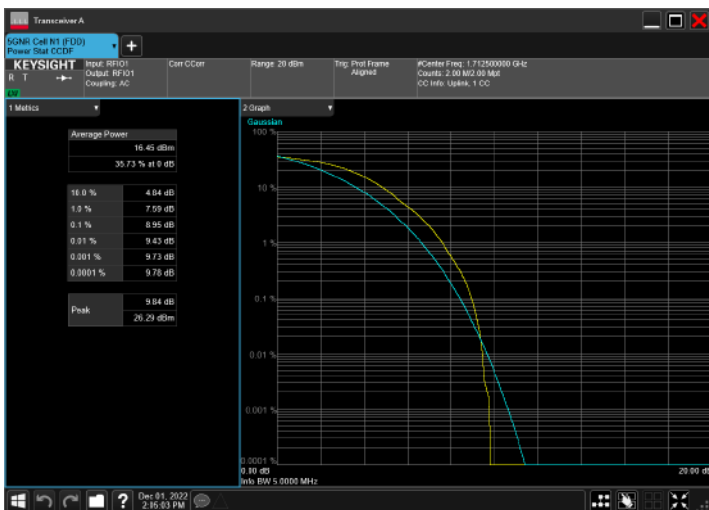 Transceiver A
5GNR Cell N1 (FDD)
Power Stat CCDF
KEYSIGHT
R T
Input: RFIO1
Output: RFIO1
Coupling: AC
Corr CCorr
Range: 20 dBm
Trig: Prot Frame
Aligned
#Center Freq: 1.712500000 GHz
Counts: 2.00 M/2.00 Mpt
CC Info: Uplink, 1 CC
1 Metrics
Average Power
16.45 dBm
35.73 % at 0 dB
10.0 % 4.84 dB
1.0 % 7.59 dB
0.1 % 8.95 dB
0.01 % 9.43 dB
0.001 % 9.73 dB
0.0001 % 9.78 dB
Peak
9.84 dB
26.29 dBm
2 Graph
Gaussian
100 %
10 %
1 %
0.1 %
0.01 %
0.001 %
0.0001 %
0.00 dB
20.00 dB
Info BW 5.0000 MHz
?
Dec 01, 2022
2:05:03 PM